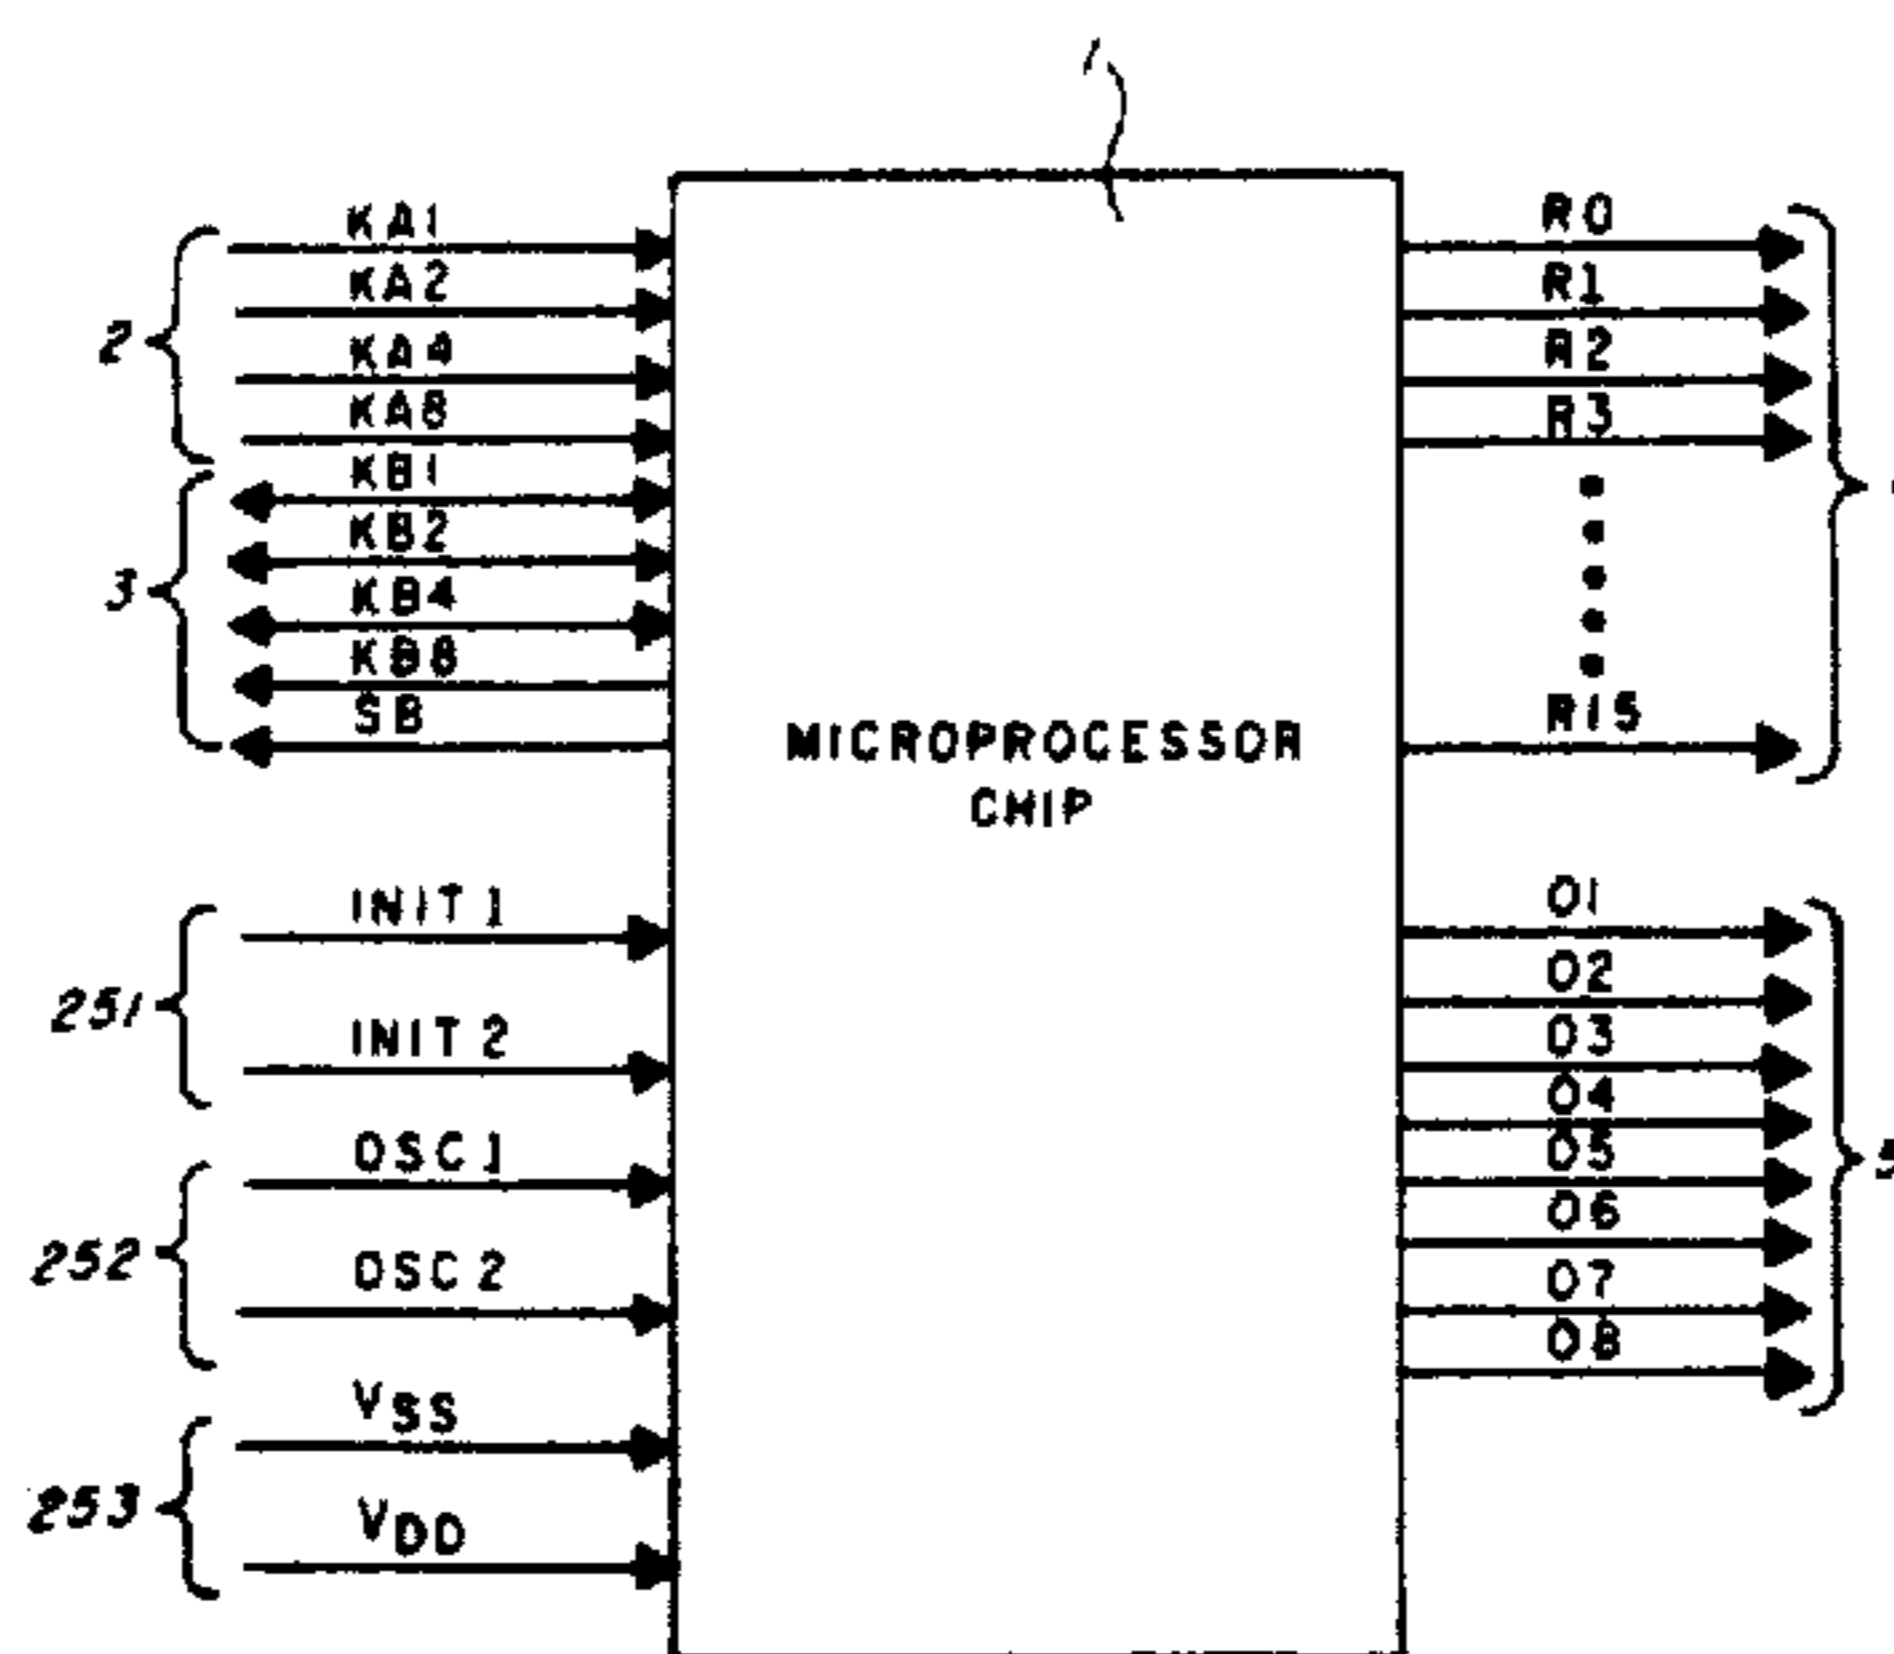 1
2
KA1
KA2
KA4
KA8
3
KB1
KB2
KB4
KB8
SB
251
INIT 1
INIT 2
252
OSC 1
OSC 2
253
VSS
VDD
MICROPROCESSOR
CHIP
R0
R1
R2
R3
R15
O1
O2
O3
O4
O5
O6
O7
O8
5